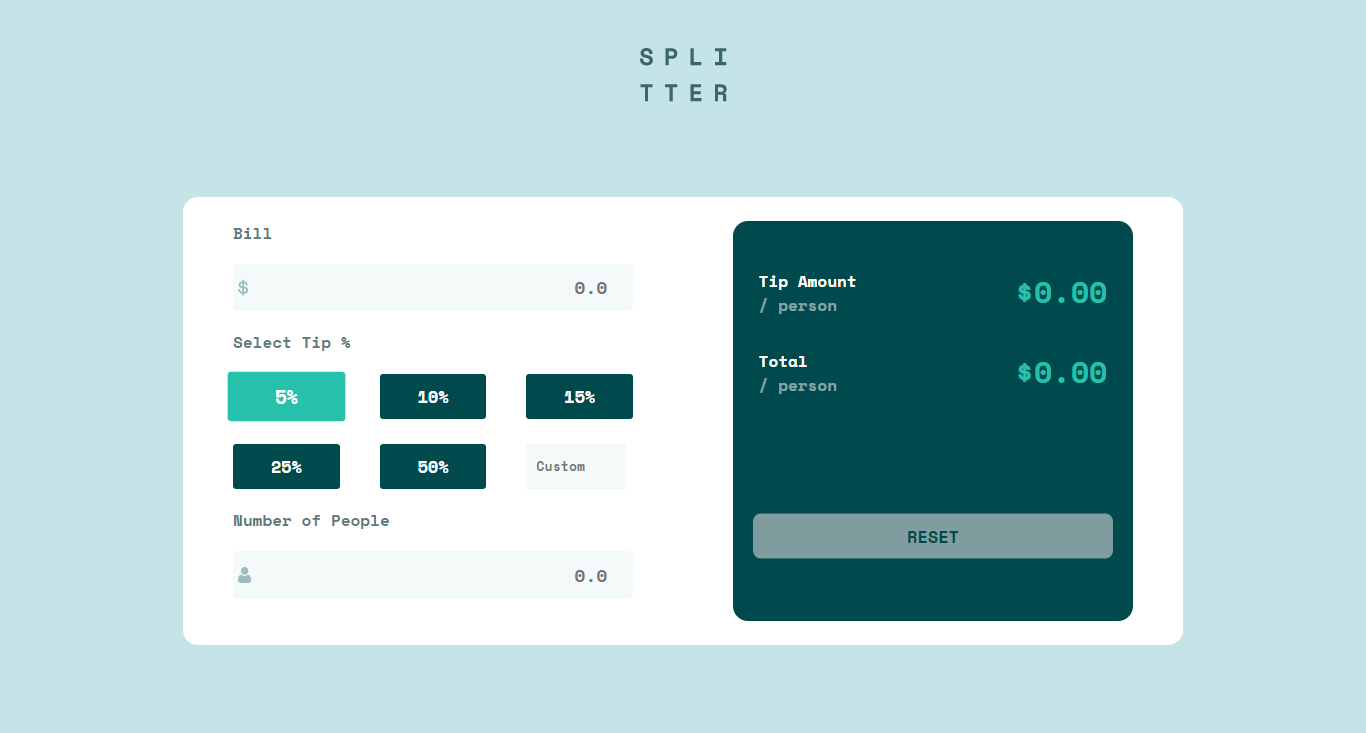 SPLI
TTER
Bill
$ 0.0
Select Tip %
5% 10% 15%
25% 50% Custom
Number of People
0.0
Tip Amount
/ person
$0.00
Total
/ person
$0.00
RESET